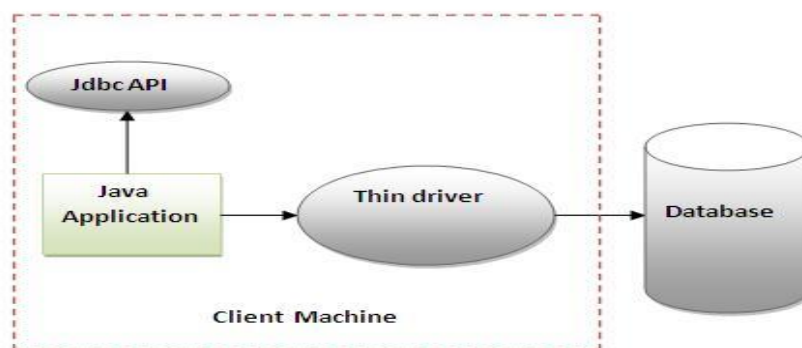 Jdbc API
Java
Application
Thin driver
Database
Client Machine